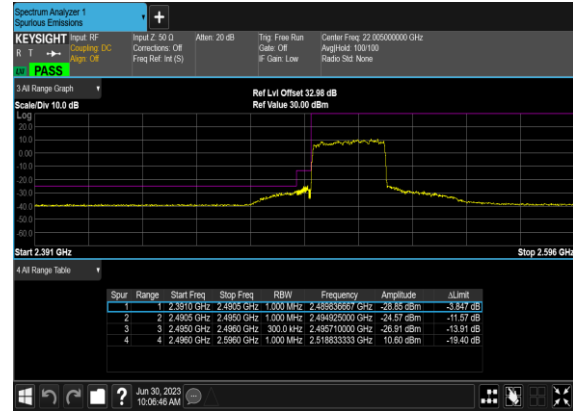 Spectrum Analyzer 1
Spurious Emissions
+
KEYSIGHT Input: RF Input Z: 50 Ω Atten: 20 dB Trig: Free Run Center Freq: 22.005000000 GHz
R T Coupling: DC Corrections: Off Gate: Off Avg|Hold: 100/100
Align: Off Freq Ref: Int (S) IF Gain: Low Radio Std: None
PASS
3 All Range Graph
Ref Lvl Offset 32.98 dB
Scale/Div 10.0 dB Ref Value 30.00 dBm
Log
20.0
10.0
0.00
-10.0
-20.0
-30.0
-40.0
-50.0
-60.0
Start 2.391 GHz Stop 2.596 GHz
4 All Range Table
Spur Range Start Freq Stop Freq RBW Frequency Amplitude ΔLimit
1 1 2.3910 GHz 2.4905 GHz 1.000 MHz 2.489836667 GHz -28.85 dBm -3.847 dB
2 2 2.4905 GHz 2.4950 GHz 1.000 MHz 2.494925000 GHz -24.57 dBm -11.57 dB
3 3 2.4950 GHz 2.4960 GHz 300.0 kHz 2.495710000 GHz -26.91 dBm -13.91 dB
4 4 2.4960 GHz 2.5960 GHz 1.000 MHz 2.518833333 GHz 10.60 dBm -19.40 dB
? Jun 30, 2023
10:06:46 AM